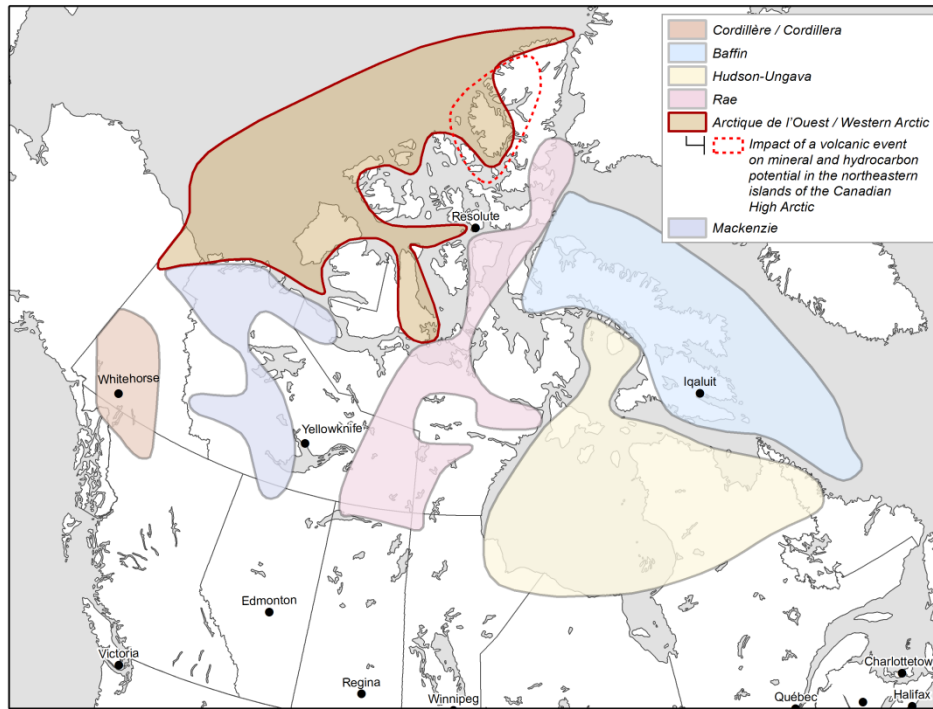 Cordillère / Cordillera
Baffin
Hudson-Ungava
Rae
Arctique de l'Ouest / Western Arctic
Impact of a volcanic event
on mineral and hydrocarbon
potential in the northeastern
islands of the Canadian
High Arctic
Mackenzie
Resolute
Whitehorse
Iqaluit
Yellowknife
Edmonton
Victoria
Regina
Winnipeg
Québec
Charlottetow
Halifax